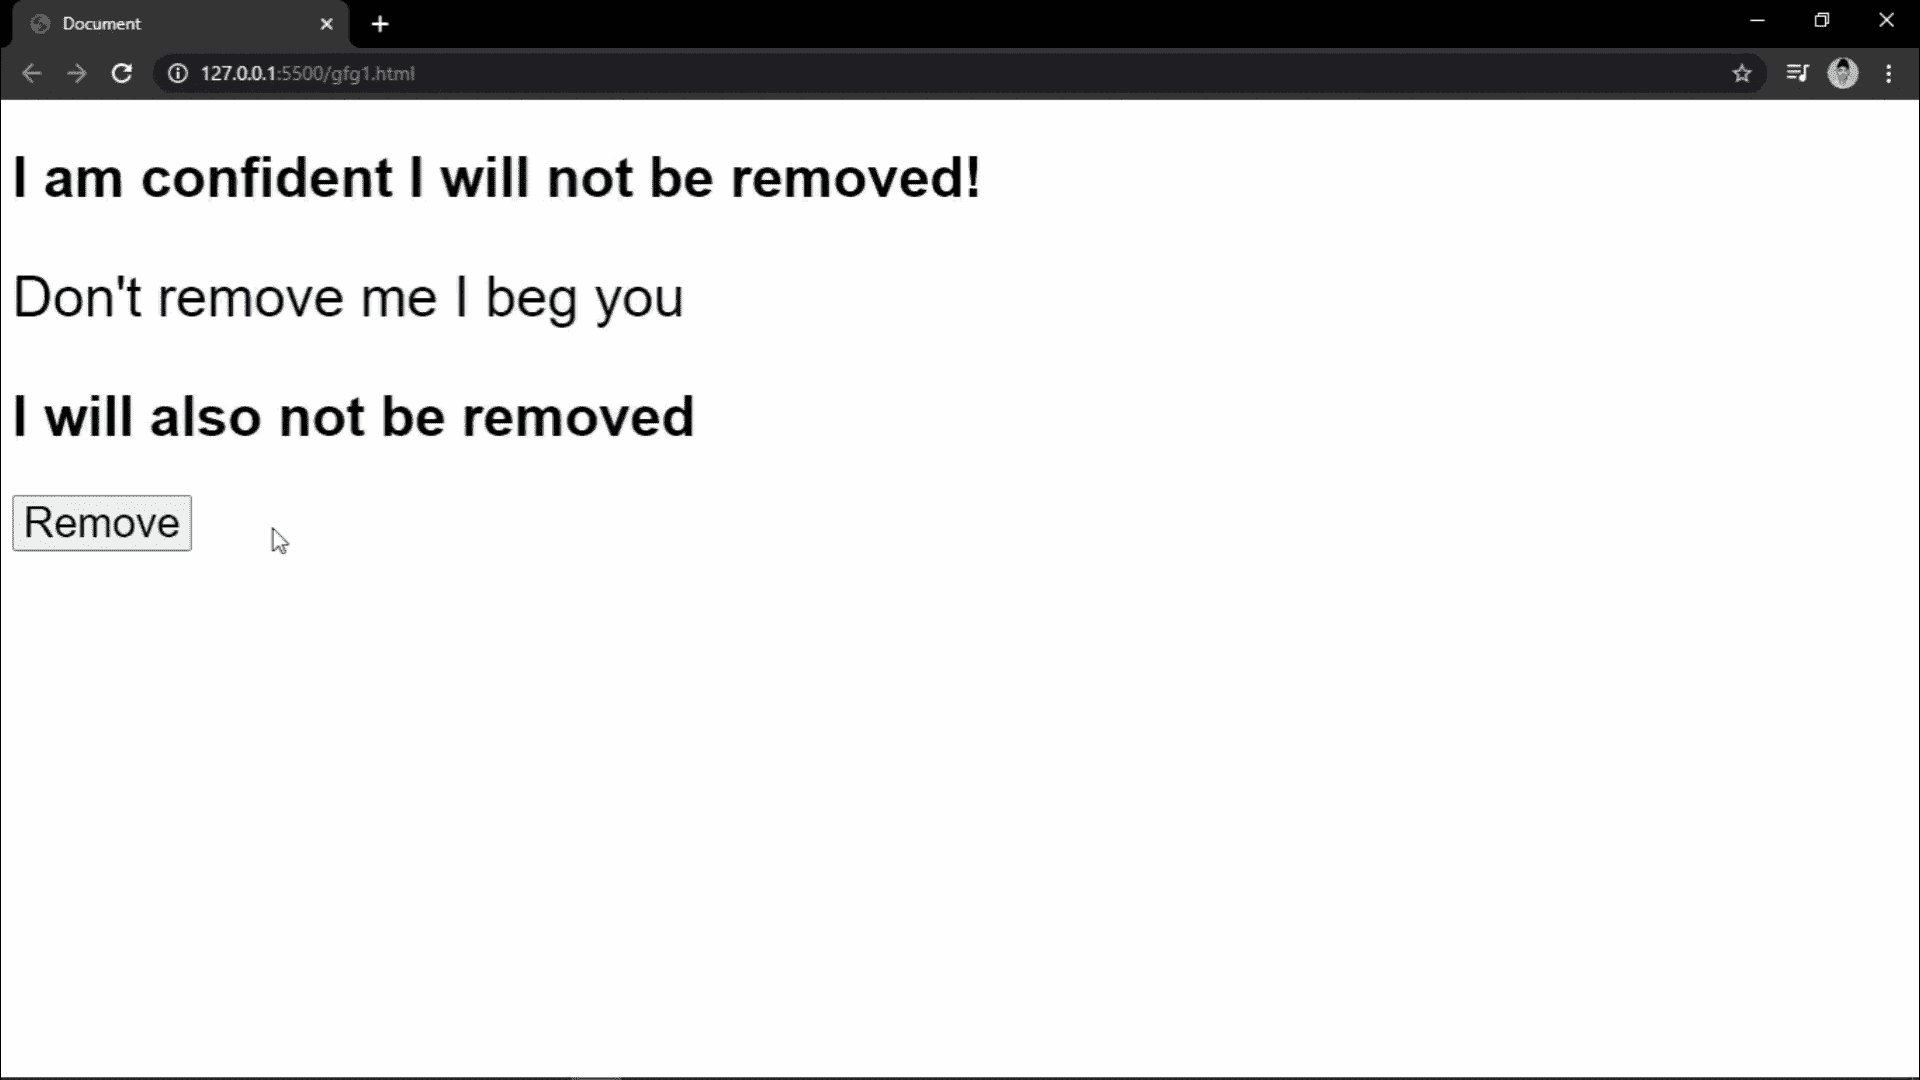 Document
127.0.0.1:5500/gfg1.html
I am confident I will not be removed!
Don't remove me I beg you
I will also not be removed
Remove